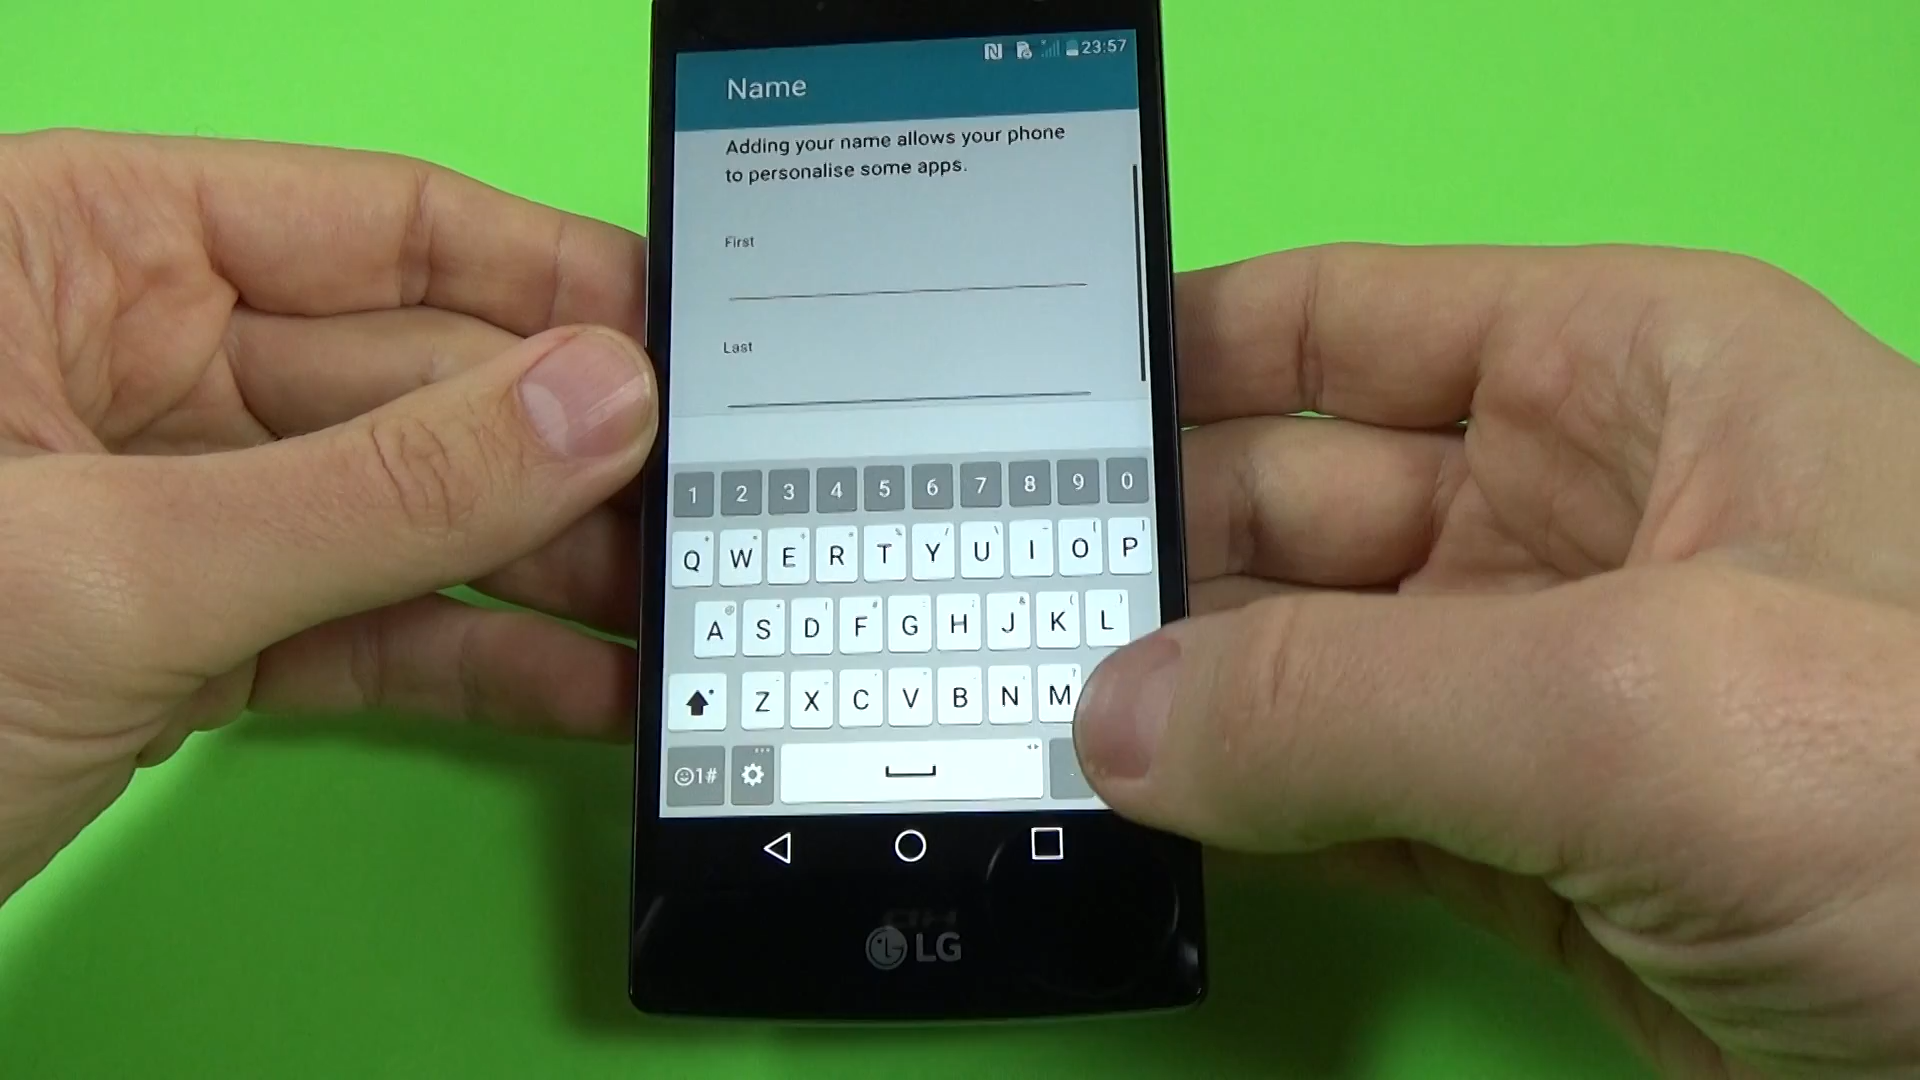 23:57
Name
Adding your name allows your phone
to personalise some apps.
First
Last
1 2 3 4 5 6 7 8 9 0
Q W E R T Y U I O P
A S D F G H J K L
Z X C V B N M
1#
LG